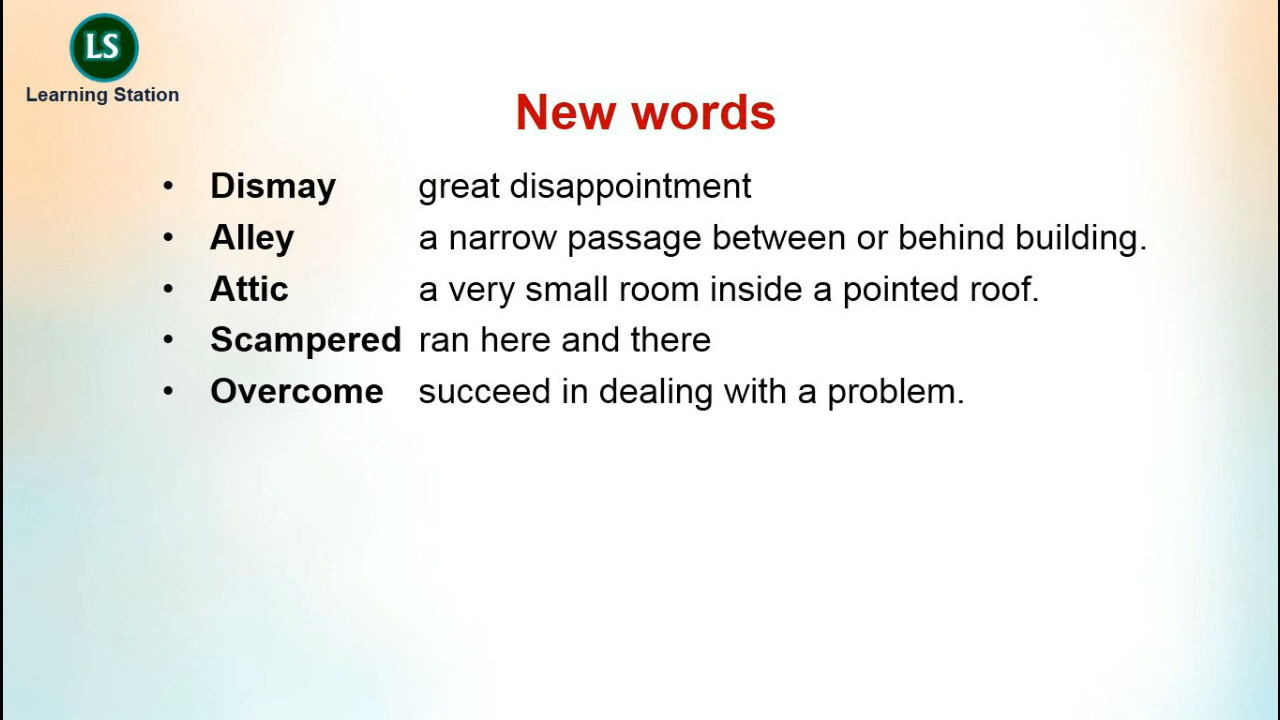 LS
Learning Station
New words
• Dismay great disappointment
• Alley a narrow passage between or behind building.
• Attic a very small room inside a pointed roof.
• Scampered ran here and there
• Overcome succeed in dealing with a problem.